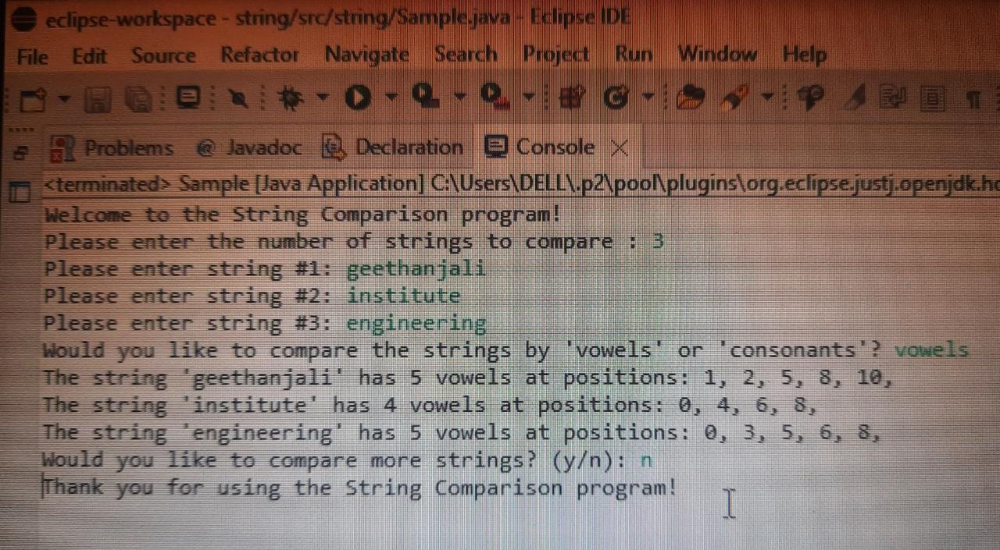 eclipse-workspace - string/src/string/Sample.java - Eclipse IDE
File Edit Source Refactor Navigate Search Project Run Window Help
Problems @ Javadoc Declaration Console
<terminated> Sample [Java Application] C:\Users\DELL\.p2\pool\plugins\org.eclipse.justj.openjdk.ho
Welcome to the String Comparison program!
Please enter the number of strings to compare : 3
Please enter string #1: geethanjali
Please enter string #2: institute
Please enter string #3: engineering
Would you like to compare the strings by 'vowels' or 'consonants'? vowels
The string 'geethanjali' has 5 vowels at positions: 1, 2, 5, 8, 10,
The string 'institute' has 4 vowels at positions: 0, 4, 6, 8,
The string 'engineering' has 5 vowels at positions: 0, 3, 5, 6, 8,
Would you like to compare more strings? (y/n): n
Thank you for using the String Comparison program!